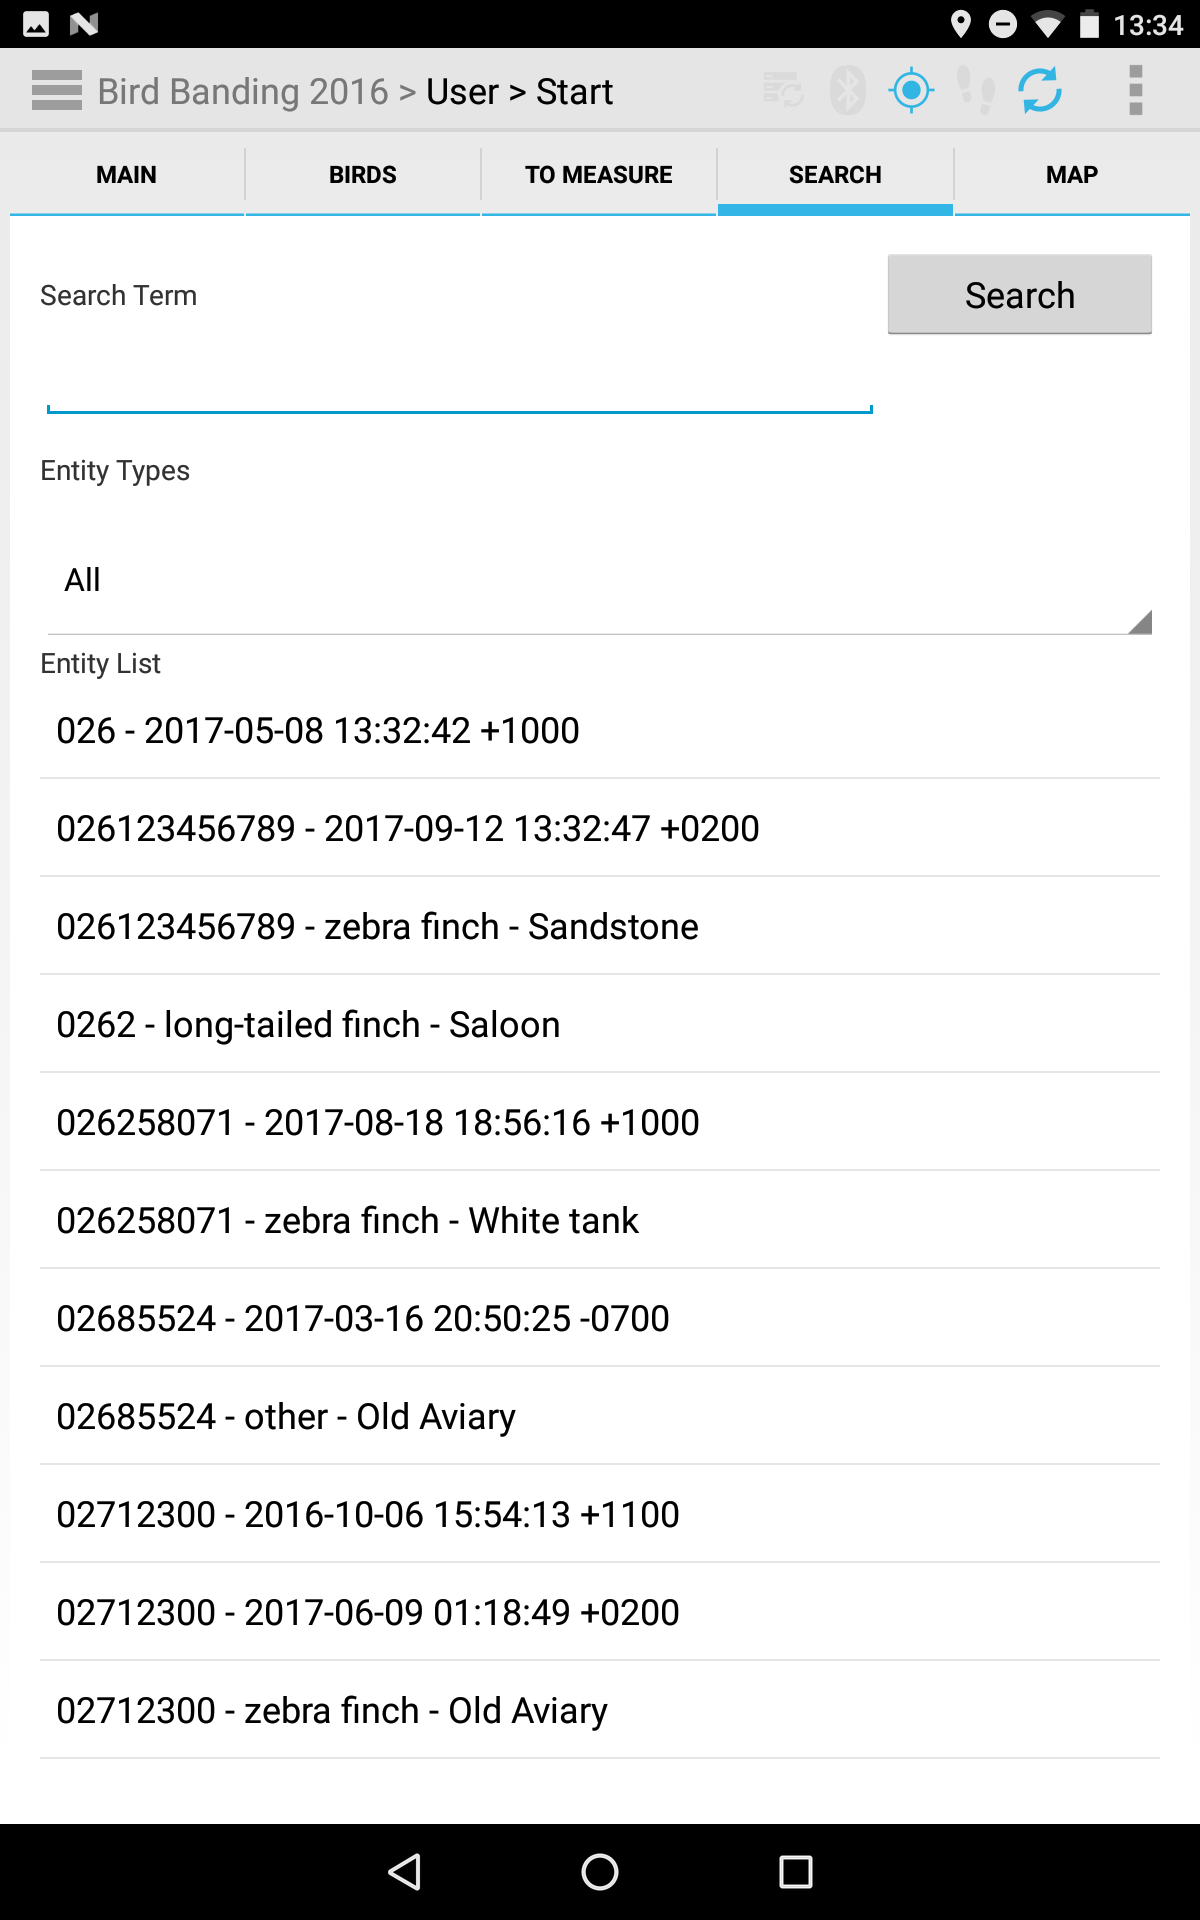 13:34
Bird Banding 2016 > User > Start
MAIN BIRDS TO MEASURE SEARCH MAP
Search Term
Search
Entity Types
All
Entity List
026 - 2017-05-08 13:32:42 +1000
026123456789 - 2017-09-12 13:32:47 +0200
026123456789 - zebra finch - Sandstone
0262 - long-tailed finch - Saloon
026258071 - 2017-08-18 18:56:16 +1000
026258071 - zebra finch - White tank
02685524 - 2017-03-16 20:50:25 -0700
02685524 - other - Old Aviary
02712300 - 2016-10-06 15:54:13 +1100
02712300 - 2017-06-09 01:18:49 +0200
02712300 - zebra finch - Old Aviary